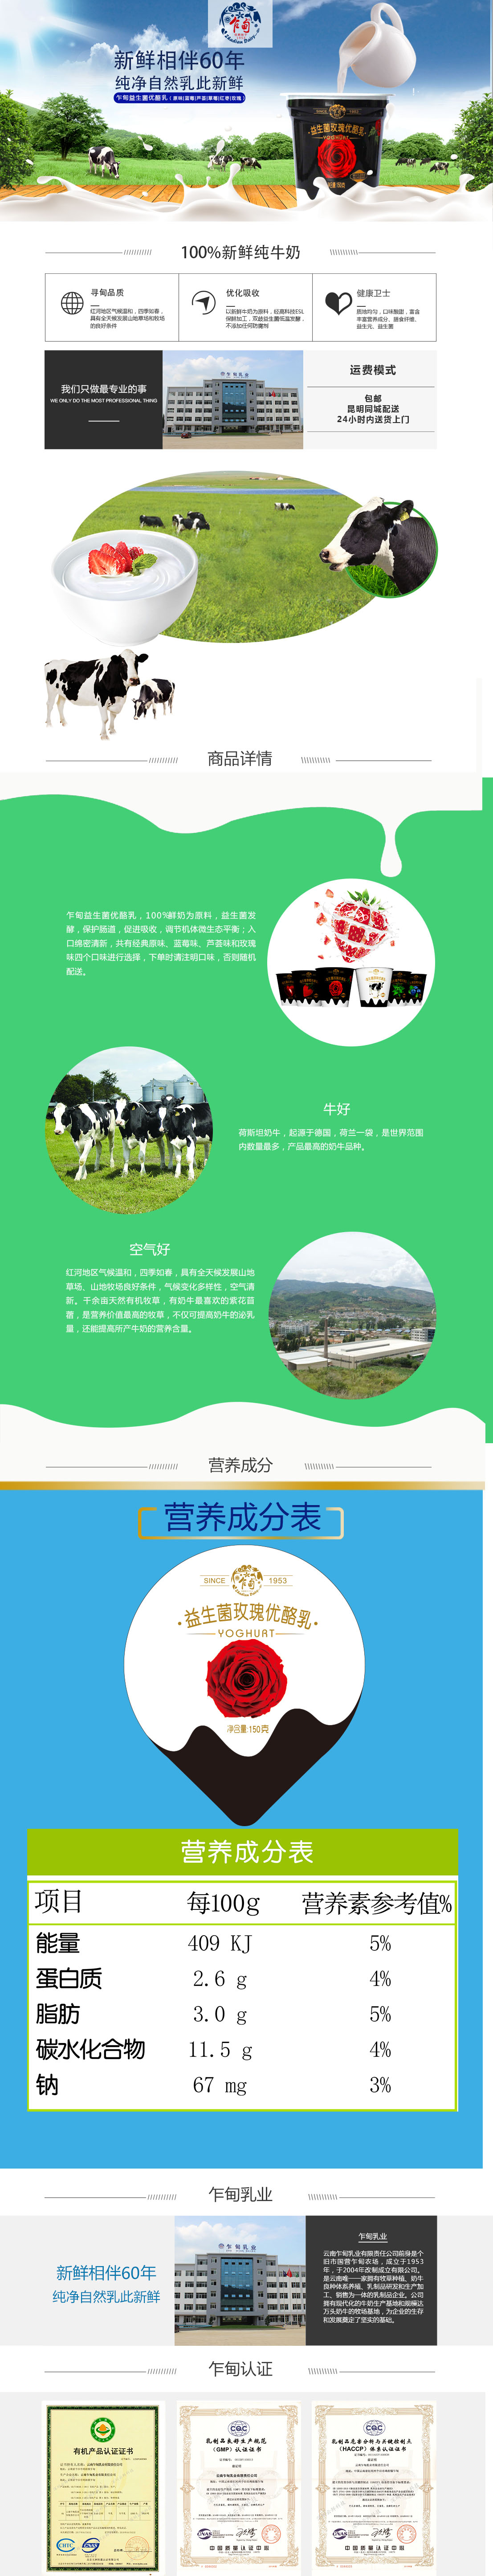 乍甸
新鲜相伴60年
纯净自然乳此新鲜
乍甸益生菌优酪乳（原味|蓝莓|芦荟|草莓|红枣|玫瑰）
益生菌玫瑰优酪乳
YOGHURT
100%新鲜纯牛奶
寻甸品质
红河地区气候温和，四季如春，
具有全天候发展山地草场和牧场
的良好条件
优化吸收
以新鲜牛奶为原料，经高科技ESL
保鲜加工，双歧益生菌低温发酵，
不添加任何防腐剂
健康卫士
质地均匀，口味酸甜，富含
丰富营养成分、膳食纤维、
益生元、益生菌
我们只做最专业的事
WE ONLY DO THE MOST PROFESSIONAL THING
乍甸乳业
运费模式
包邮
昆明同城配送
24小时内送货上门
商品详情
乍甸益生菌优酪乳，100%鲜奶为原料，益生菌发
酵，保护肠道，促进吸收，调节机体微生态平衡；入
口绵密清新，共有经典原味、蓝莓味、芦荟味和玫瑰
味四个口味进行选择，下单时请注明口味，否则随机
配送。
牛好
荷斯坦奶牛，起源于德国，荷兰一袋，是世界范围
内数量最多，产品最高的奶牛品种。
空气好
红河地区气候温和，四季如春，具有全天候发展山地
草场、山地牧场良好条件，气候变化多样性，空气清
新。千余亩天然有机牧草，有奶牛最喜欢的紫花苜
蓿，是营养价值最高的牧草，不仅可提高奶牛的泌乳
量，还能提高所产牛奶的营养含量。
营养成分
营养成分表
SINCE 乍甸 1953
益生菌玫瑰优酪乳
YOGHURT
净含量:150克
营养成分表
项目 每100g 营养素参考值%
能量 409 KJ 5%
蛋白质 2.6 g 4%
脂肪 3.0 g 5%
碳水化合物 11.5 g 4%
钠 67 mg 3%
乍甸乳业
新鲜相伴60年
纯净自然乳此新鲜
乍甸乳业
乍甸乳业
云南乍甸乳业有限责任公司前身是个
旧市国营乍甸农场，成立于1953
年，于2004年改制成立有限公司。
是云南唯一一家拥有牧草种植、奶牛
良种体系养殖、乳制品研发和生产加
工、销售为一体的乳制品企业。公司
拥有现代化的牛奶生产基地和规模达
万头奶牛的牧场基地，为企业的生存
和发展奠定了坚实的基础。
乍甸认证
有机产品认证证书
CQC
乳制品良好生产规范
（GMP）认证证书
中国质量认证中心
CQC
乳制品危害分析与关键控制点
（HACCP）体系认证证书
中国质量认证中心